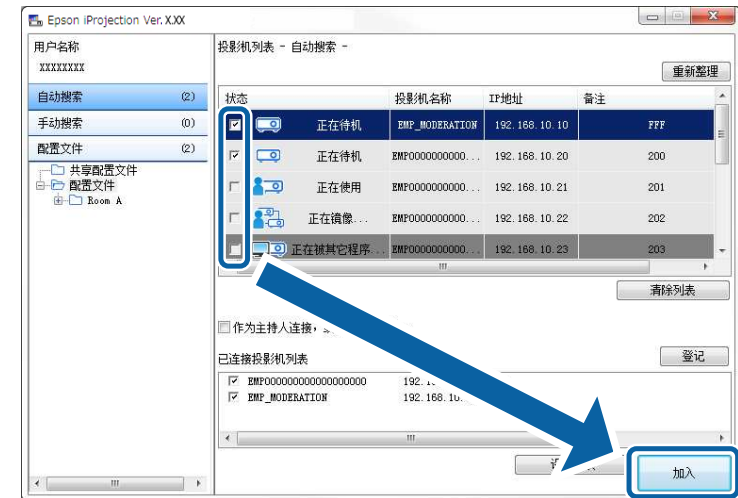 Epson iProjection Ver. X.XX
用户名称
XXXXXXXX
自动搜索 (2)
手动搜索 (0)
配置文件 (2)
共享配置文件
配置文件
Room A
投影机列表 - 自动搜索 -
重新整理
状态 投影机名称 IP地址 备注
正在待机 EMP_MODERATION 192.168.10.10 FFF
正在待机 EMP0000000000... 192.168.10.20 200
正在使用 EMP0000000000... 192.168.10.21 201
正在镜像... EMP0000000000... 192.168.10.22 202
正在被其它程序... EMP0000000000... 192.168.10.23 203
清除列表
作为主持人连接，
已连接投影机列表
登记
EMP000000000000000000 192.1
EMP_MODERATION 192.168.10.
加入